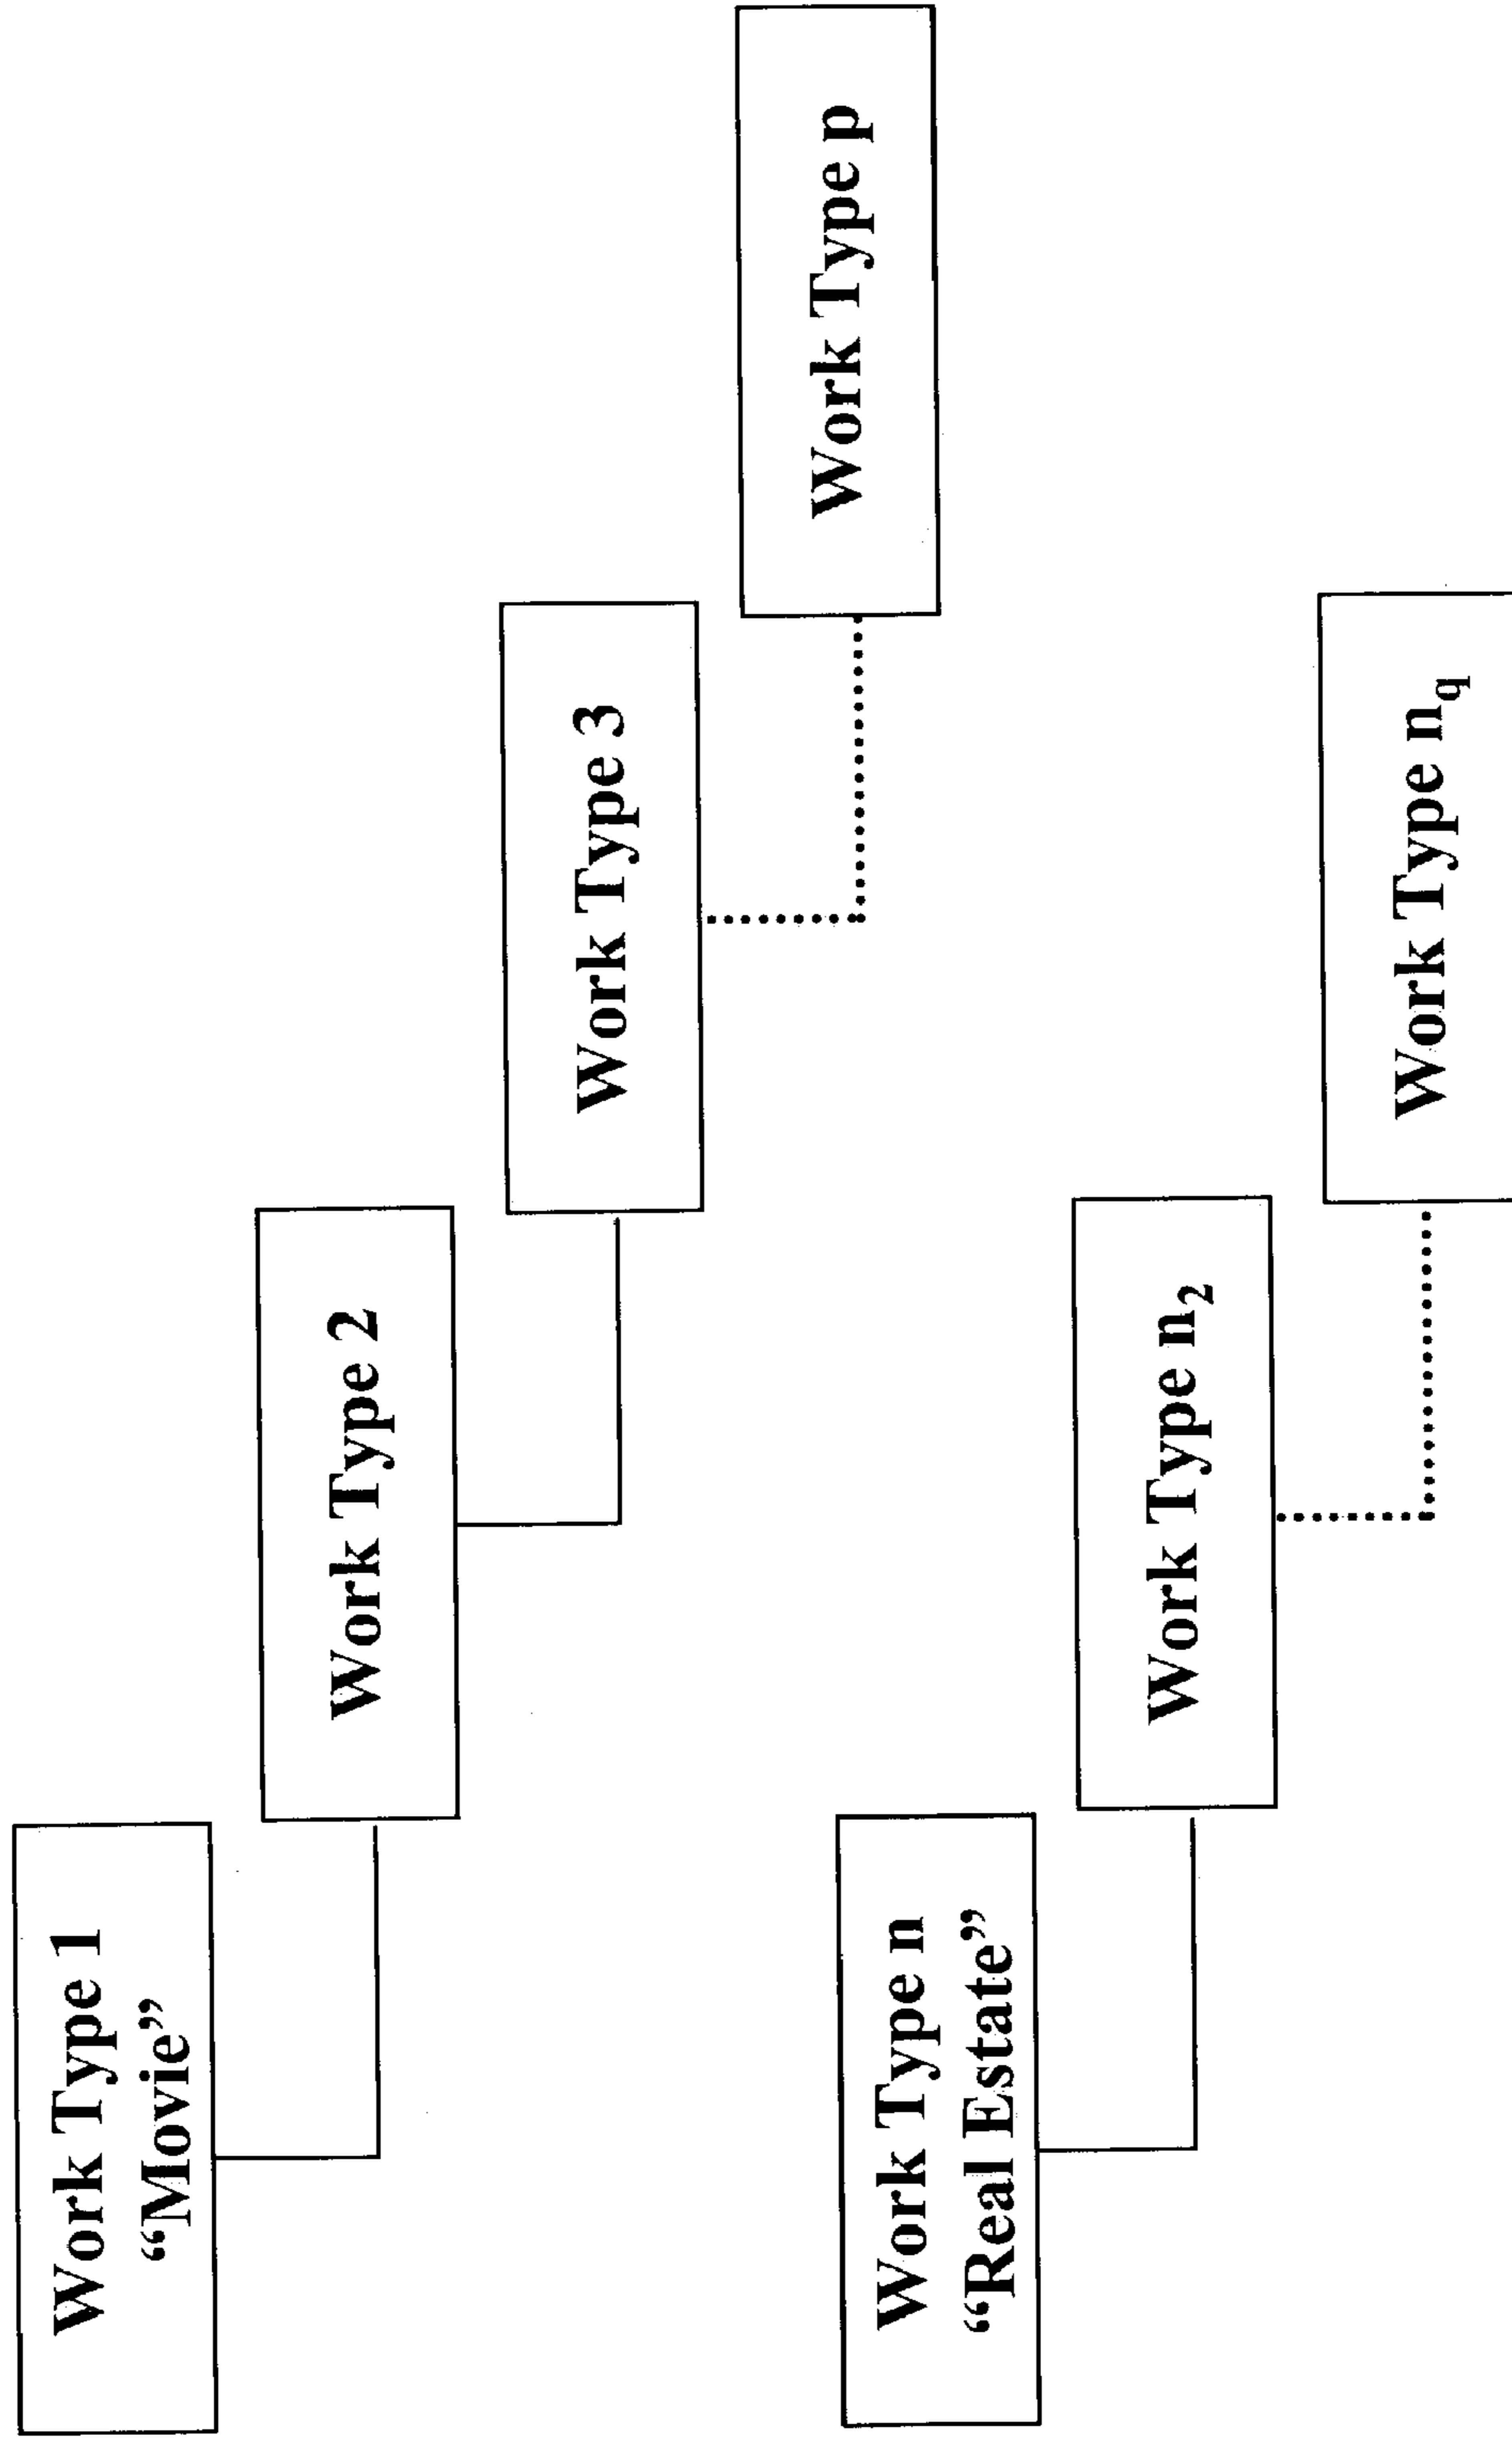 Work Type 1
“Movie”
Work Type 2
Work Type 3
Work Type p
Work Type n
“Real Estate”
Work Type n₂
Work Type n_q